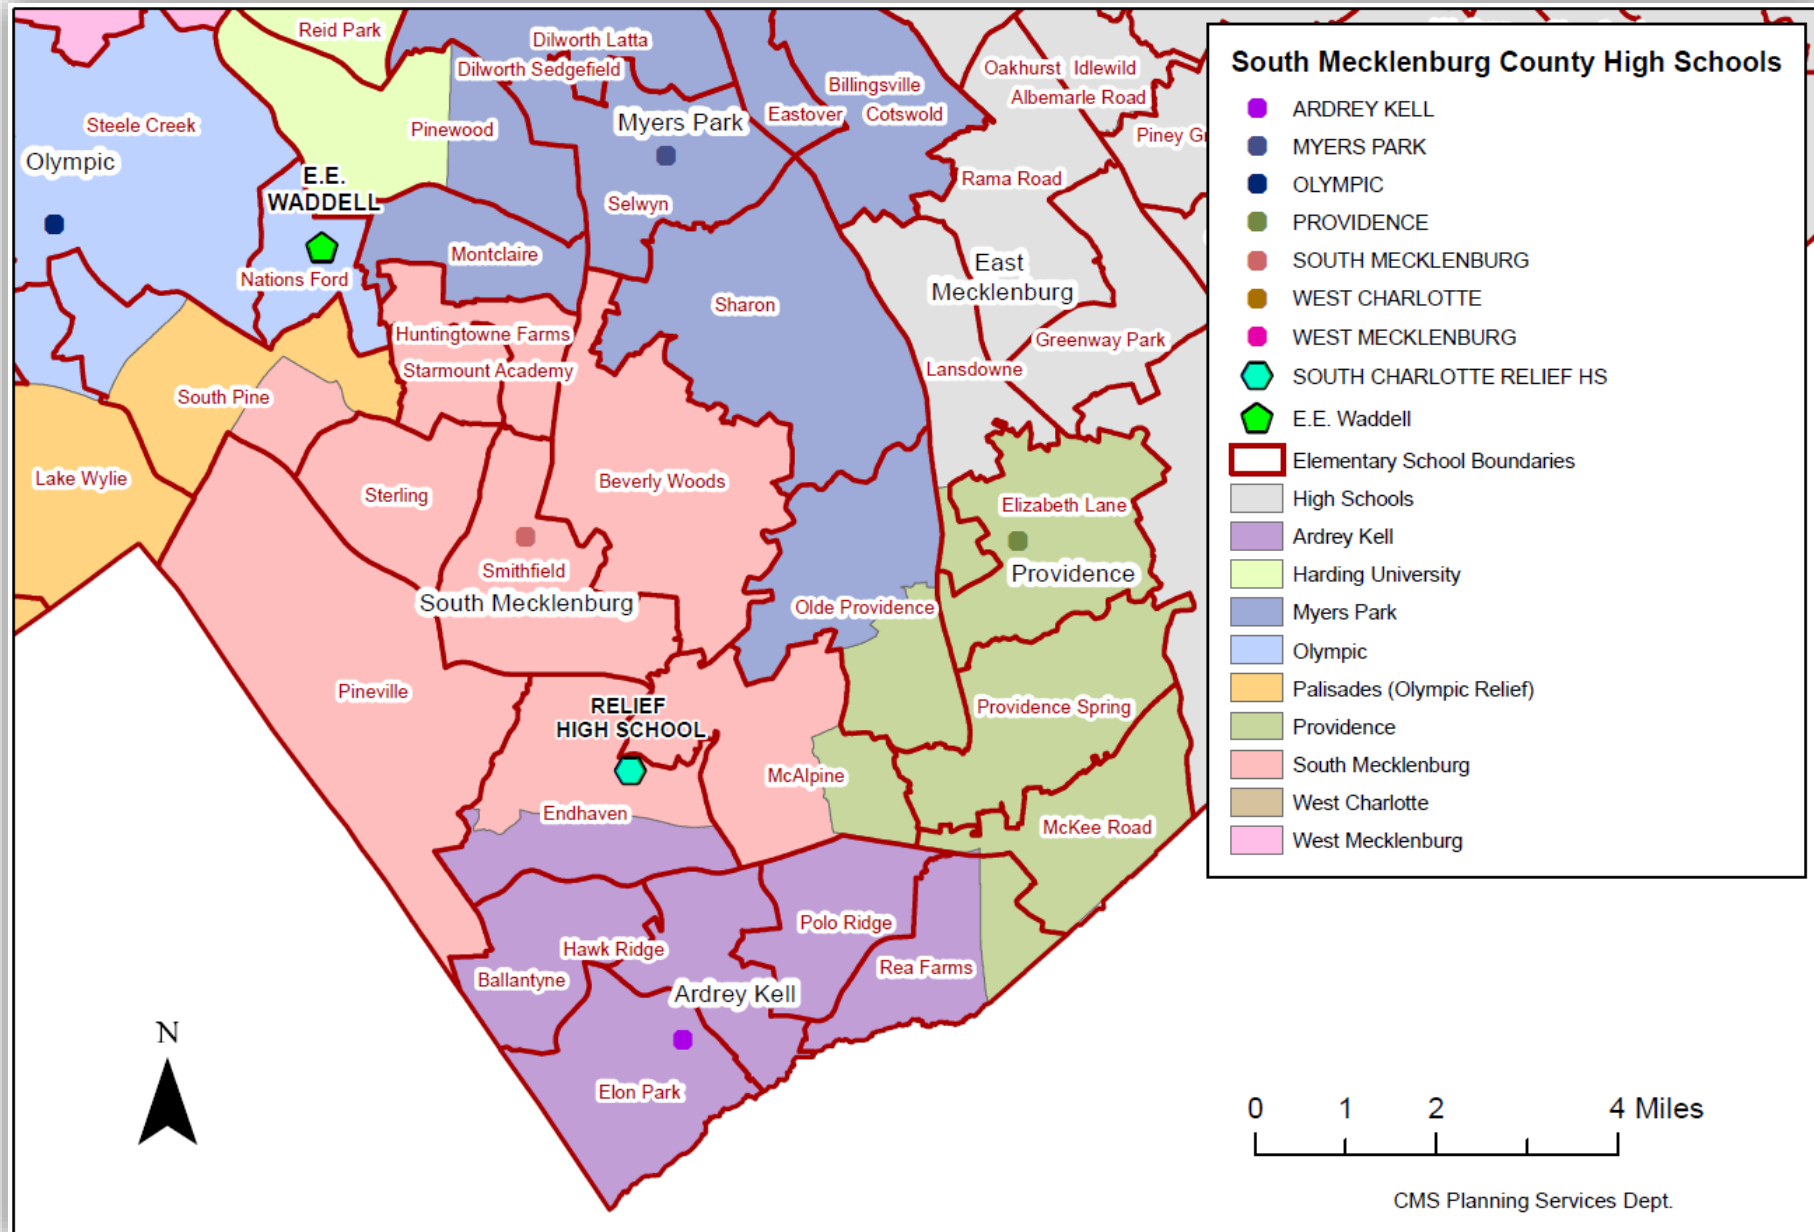 Reid Park
Dilworth Latta
Dilworth Sedgefield
Billingsville
Oakhurst Idlewild
Albemarle Road
Eastover
Cotswold
Myers Park
Steele Creek
Pinewood
Piney Gr
Olympic
E.E.
WADDELL
Rama Road
Selwyn
Montclaire
East
Mecklenburg
Nations Ford
Sharon
Huntingtowne Farms
Greenway Park
Starmount Academy
Lansdowne
South Pine
Lake Wylie
Sterling
Beverly Woods
Elizabeth Lane
Smithfield
Providence
South Mecklenburg
Olde Providence
Pineville
RELIEF
HIGH SCHOOL
Providence Spring
McAlpine
Endhaven
McKee Road
Polo Ridge
Hawk Ridge
Rea Farms
Ballantyne
Ardrey Kell
Elon Park
N
South Mecklenburg County High Schools
ARDREY KELL
MYERS PARK
OLYMPIC
PROVIDENCE
SOUTH MECKLENBURG
WEST CHARLOTTE
WEST MECKLENBURG
SOUTH CHARLOTTE RELIEF HS
E.E. Waddell
Elementary School Boundaries
High Schools
Ardrey Kell
Harding University
Myers Park
Olympic
Palisades (Olympic Relief)
Providence
South Mecklenburg
West Charlotte
West Mecklenburg
0 1 2 4 Miles
CMS Planning Services Dept.